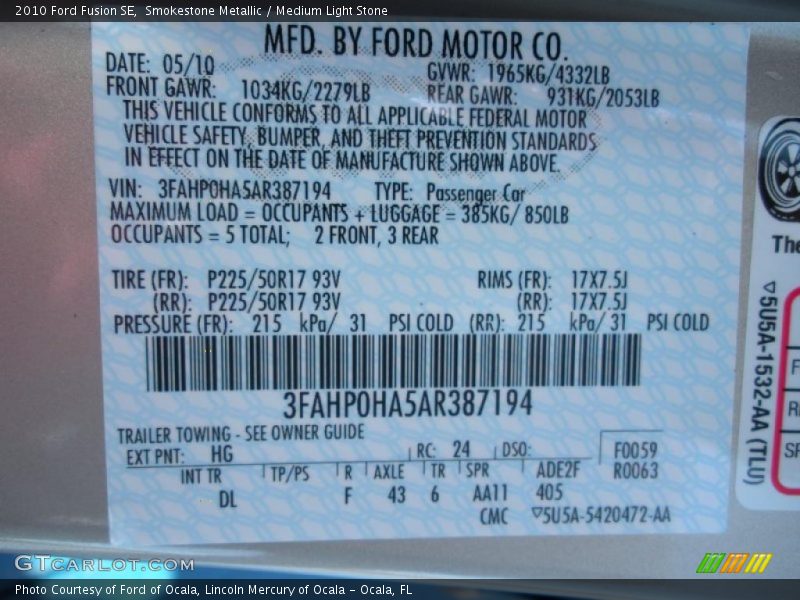 2010 Ford Fusion SE, Smokestone Metallic / Medium Light Stone
MFD. BY FORD MOTOR CO.
DATE: 05/10 GVWR: 1965KG/4332LB
FRONT GAWR: 1034KG/2279LB REAR GAWR: 931KG/2053LB
THIS VEHICLE CONFORMS TO ALL APPLICABLE FEDERAL MOTOR
VEHICLE SAFETY, BUMPER, AND THEFT PREVENTION STANDARDS
IN EFFECT ON THE DATE OF MANUFACTURE SHOWN ABOVE.
VIN: 3FAHP0HA5AR387194 TYPE: Passenger Car
MAXIMUM LOAD = OCCUPANTS + LUGGAGE = 385KG/ 850LB
OCCUPANTS = 5 TOTAL; 2 FRONT, 3 REAR
TIRE (FR): P225/50R17 93V RIMS (FR): 17X7.5J
(RR): P225/50R17 93V (RR): 17X7.5J
PRESSURE (FR): 215 kPa/ 31 PSI COLD (RR): 215 kPa/ 31 PSI COLD
3FAHP0HA5AR387194
TRAILER TOWING - SEE OWNER GUIDE
EXT PNT: HG RC: 24 DSO: F0059
INT TR TP/PS R AXLE TR SPR ADE2F R0063
DL F 43 6 AA11 405
CMC ▽5U5A-5420472-AA
The
▽5U5A-1532-AA (TLU)
GTCARLOT.COM
Photo Courtesy of Ford of Ocala, Lincoln Mercury of Ocala – Ocala, FL